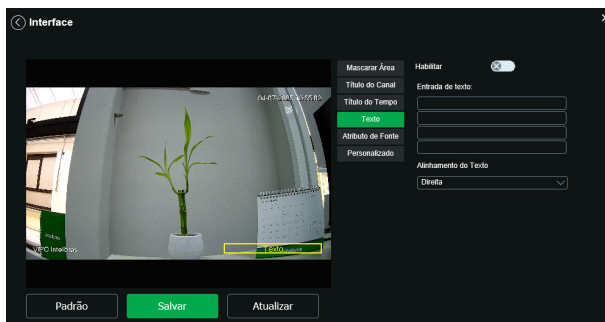 Interface
Mascarar Área
Título do Canal
Título do Tempo
Texto
Atributo de Fonte
Personalizado
Habilitar
Entrada de texto:
Alinhamento do Texto
Direita
VIPC Intelbras
Texto
Padrão
Salvar
Atualizar